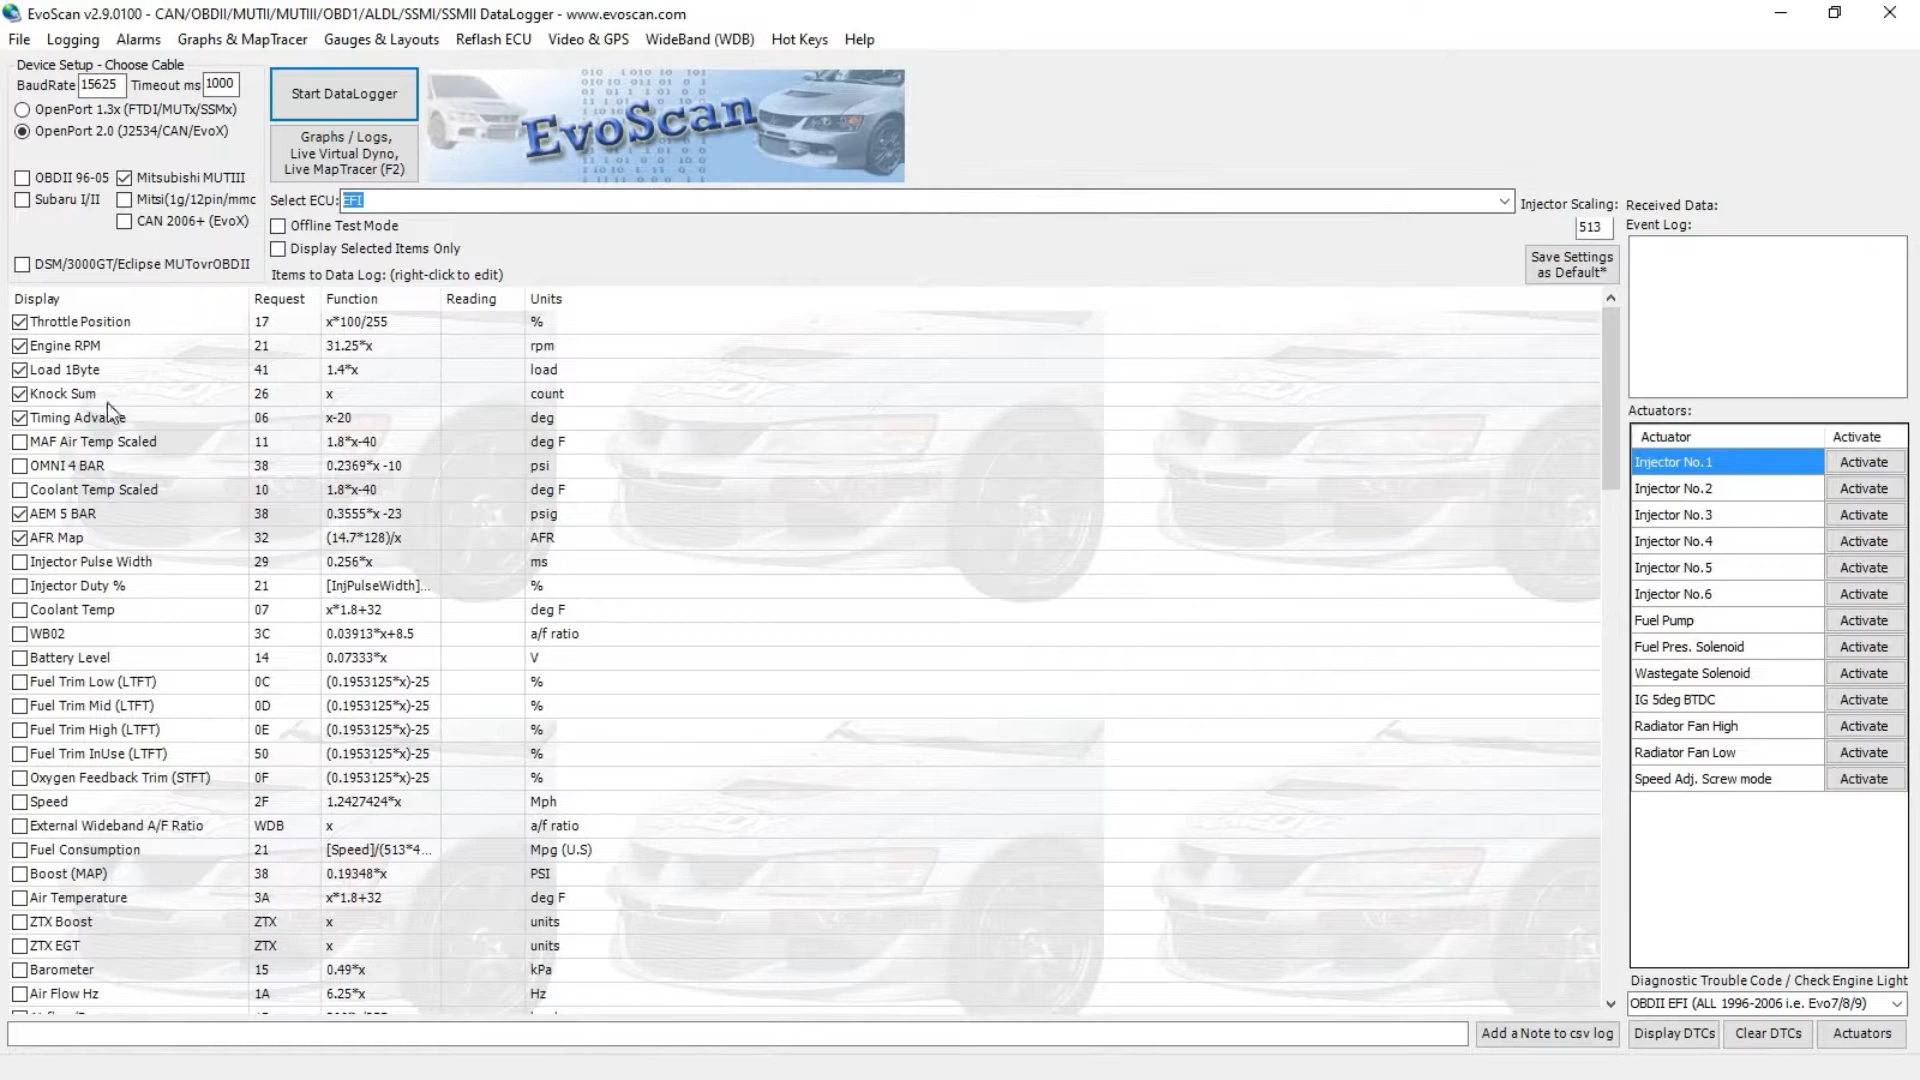 EvoScan v2.9.0100 - CAN/OBDII/MUTII/MUTIII/OBD1/ALDL/SSMI/SSMII DataLogger - www.evoscan.com
File Logging Alarms Graphs & MapTracer Gauges & Layouts Reflash ECU Video & GPS WideBand (WDB) Hot Keys Help
Device Setup - Choose Cable
BaudRate 15625 Timeout ms 1000
OpenPort 1.3x (FTDI/MUTx/SSMx)
OpenPort 2.0 (J2534/CAN/EvoX)
OBDII 96-05 Mitsubishi MUTIII
Subaru I/II Mitsi(1g/12pin/mmc
CAN 2006+ (EvoX)
DSM/3000GT/Eclipse MUTovrOBDII
Start DataLogger
Graphs / Logs,
Live Virtual Dyno,
Live MapTracer (F2)
EvoScan
Select ECU: EFI
Offline Test Mode
Display Selected Items Only
Items to Data Log: (right-click to edit)
Injector Scaling:
513
Save Settings
as Default*
Received Data:
Event Log:
Display Request Function Reading Units
Throttle Position 17 x*100/255 %
Engine RPM 21 31.25*x rpm
Load 1Byte 41 1.4*x load
Knock Sum 26 x count
Timing Advance 06 x-20 deg
MAF Air Temp Scaled 11 1.8*x-40 deg F
OMNI 4 BAR 38 0.2369*x -10 psi
Coolant Temp Scaled 10 1.8*x-40 deg F
AEM 5 BAR 38 0.3555*x -23 psig
AFR Map 32 (14.7*128)/x AFR
Injector Pulse Width 29 0.256*x ms
Injector Duty % 21 [InjPulseWidth]... %
Coolant Temp 07 x*1.8+32 deg F
WB02 3C 0.03913*x+8.5 a/f ratio
Battery Level 14 0.07333*x V
Fuel Trim Low (LTFT) 0C (0.1953125*x)-25 %
Fuel Trim Mid (LTFT) 0D (0.1953125*x)-25 %
Fuel Trim High (LTFT) 0E (0.1953125*x)-25 %
Fuel Trim InUse (LTFT) 50 (0.1953125*x)-25 %
Oxygen Feedback Trim (STFT) 0F (0.1953125*x)-25 %
Speed 2F 1.2427424*x Mph
External Wideband A/F Ratio WDB x a/f ratio
Fuel Consumption 21 [Speed]/(513*4... Mpg (U.S)
Boost (MAP) 38 0.19348*x PSI
Air Temperature 3A x*1.8+32 deg F
ZTX Boost ZTX x units
ZTX EGT ZTX x units
Barometer 15 0.49*x kPa
Air Flow Hz 1A 6.25*x Hz
Actuators:
Actuator Activate
Injector No.1 Activate
Injector No.2 Activate
Injector No.3 Activate
Injector No.4 Activate
Injector No.5 Activate
Injector No.6 Activate
Fuel Pump Activate
Fuel Pres. Solenoid Activate
Wastegate Solenoid Activate
IG 5deg BTDC Activate
Radiator Fan High Activate
Radiator Fan Low Activate
Speed Adj. Screw mode Activate
Diagnostic Trouble Code / Check Engine Light
OBDII EFI (ALL 1996-2006 i.e. Evo7/8/9)
Add a Note to csv log Display DTCs Clear DTCs Actuators